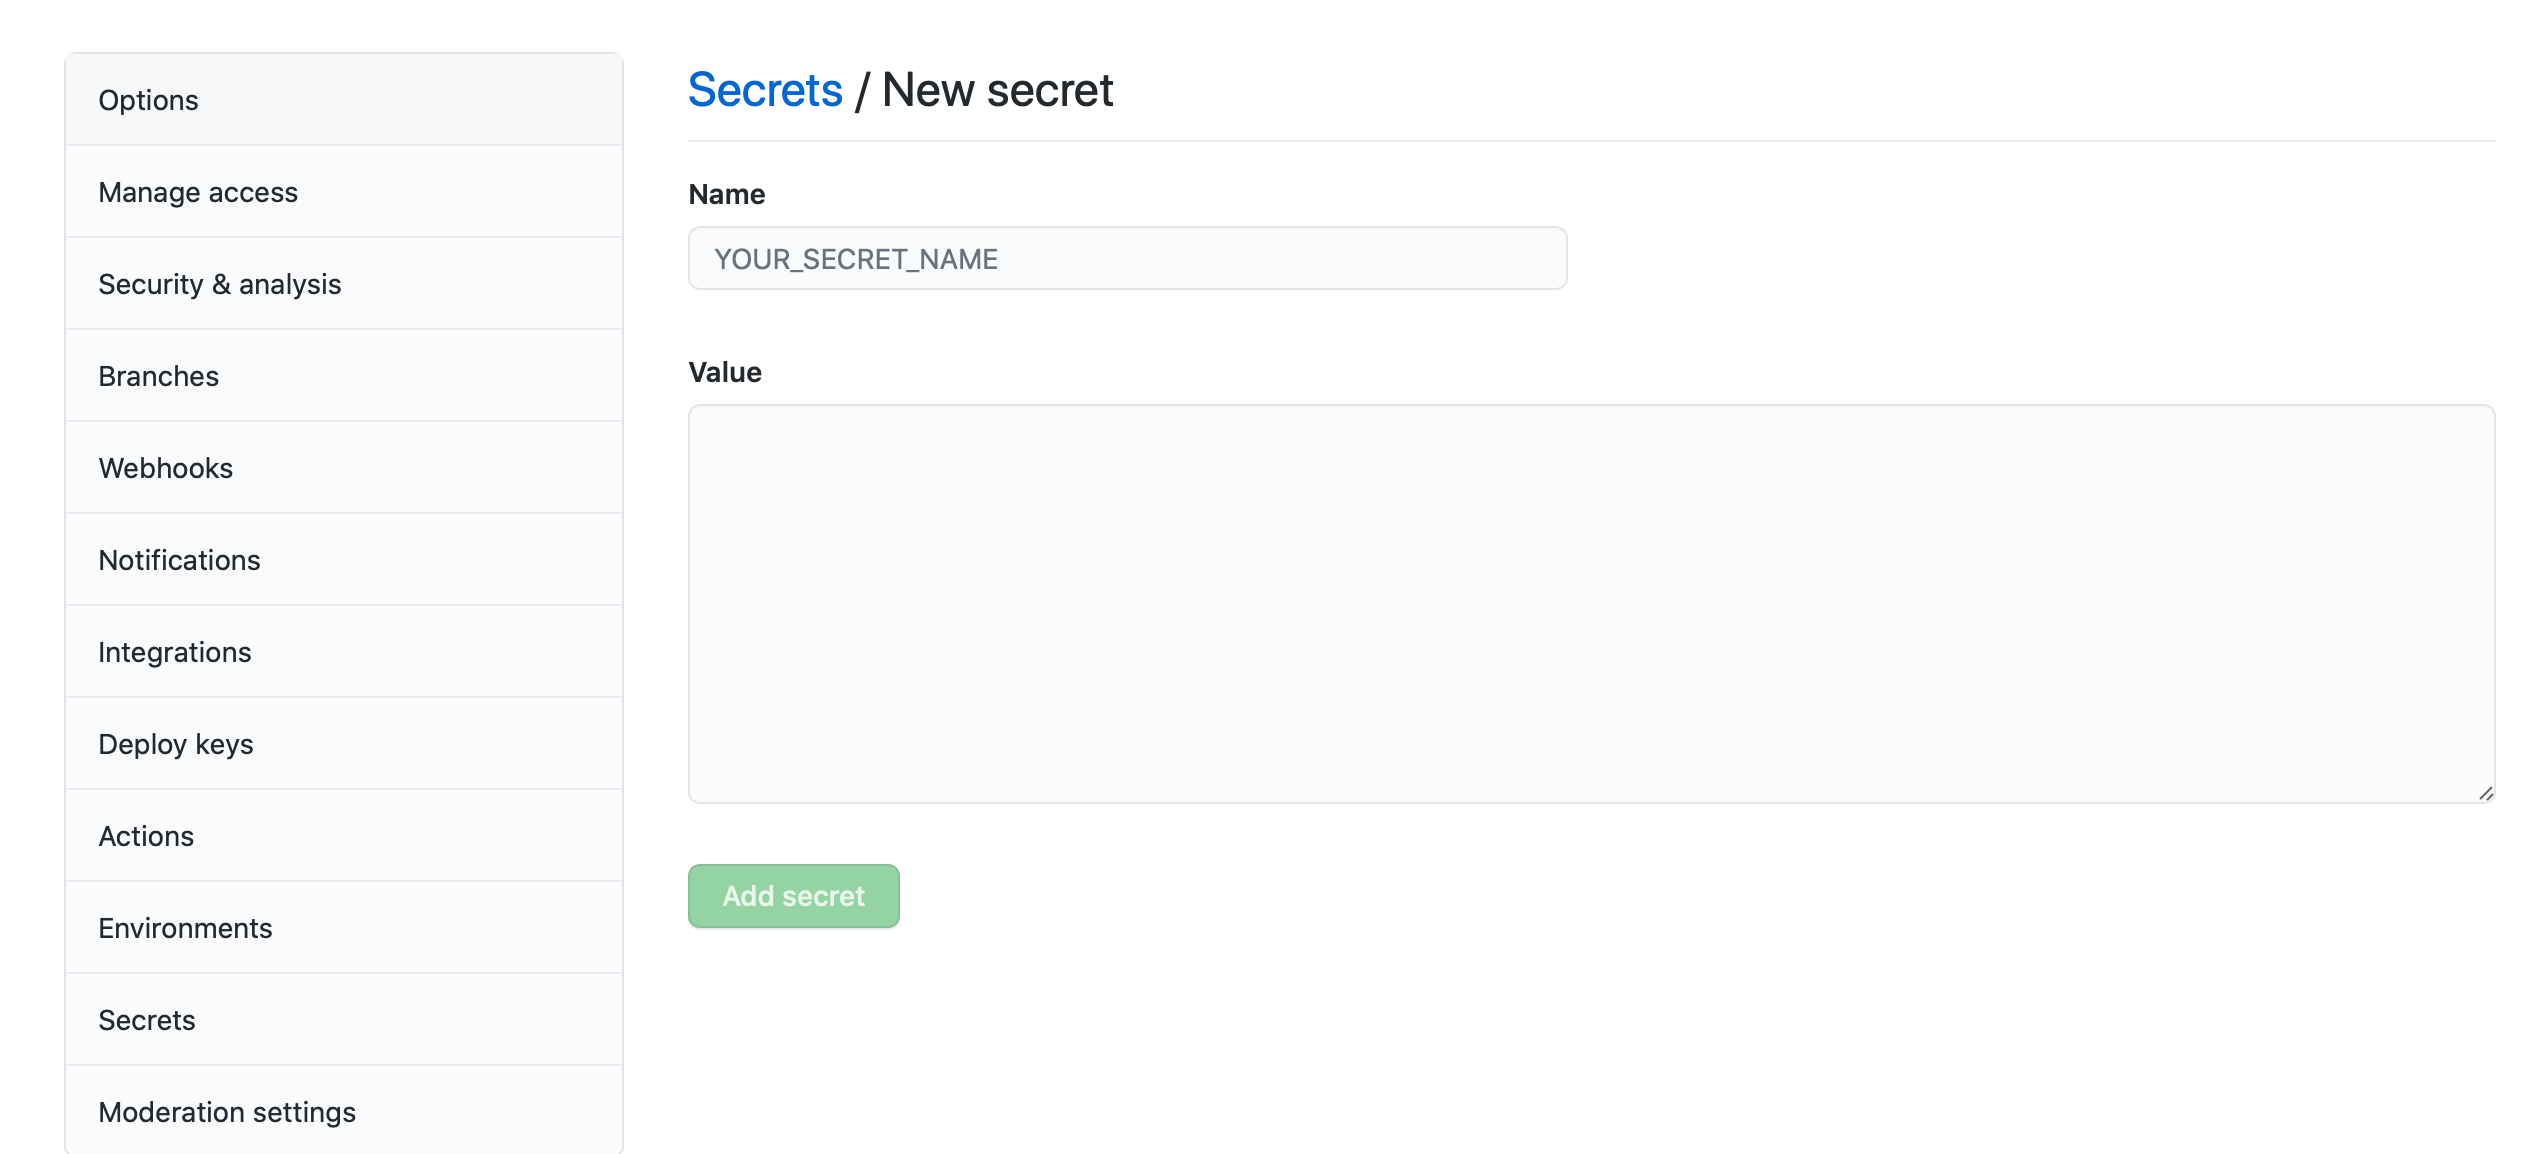 Options
Manage access
Security & analysis
Branches
Webhooks
Notifications
Integrations
Deploy keys
Actions
Environments
Secrets
Moderation settings
Secrets / New secret
Name
YOUR_SECRET_NAME
Value
Add secret